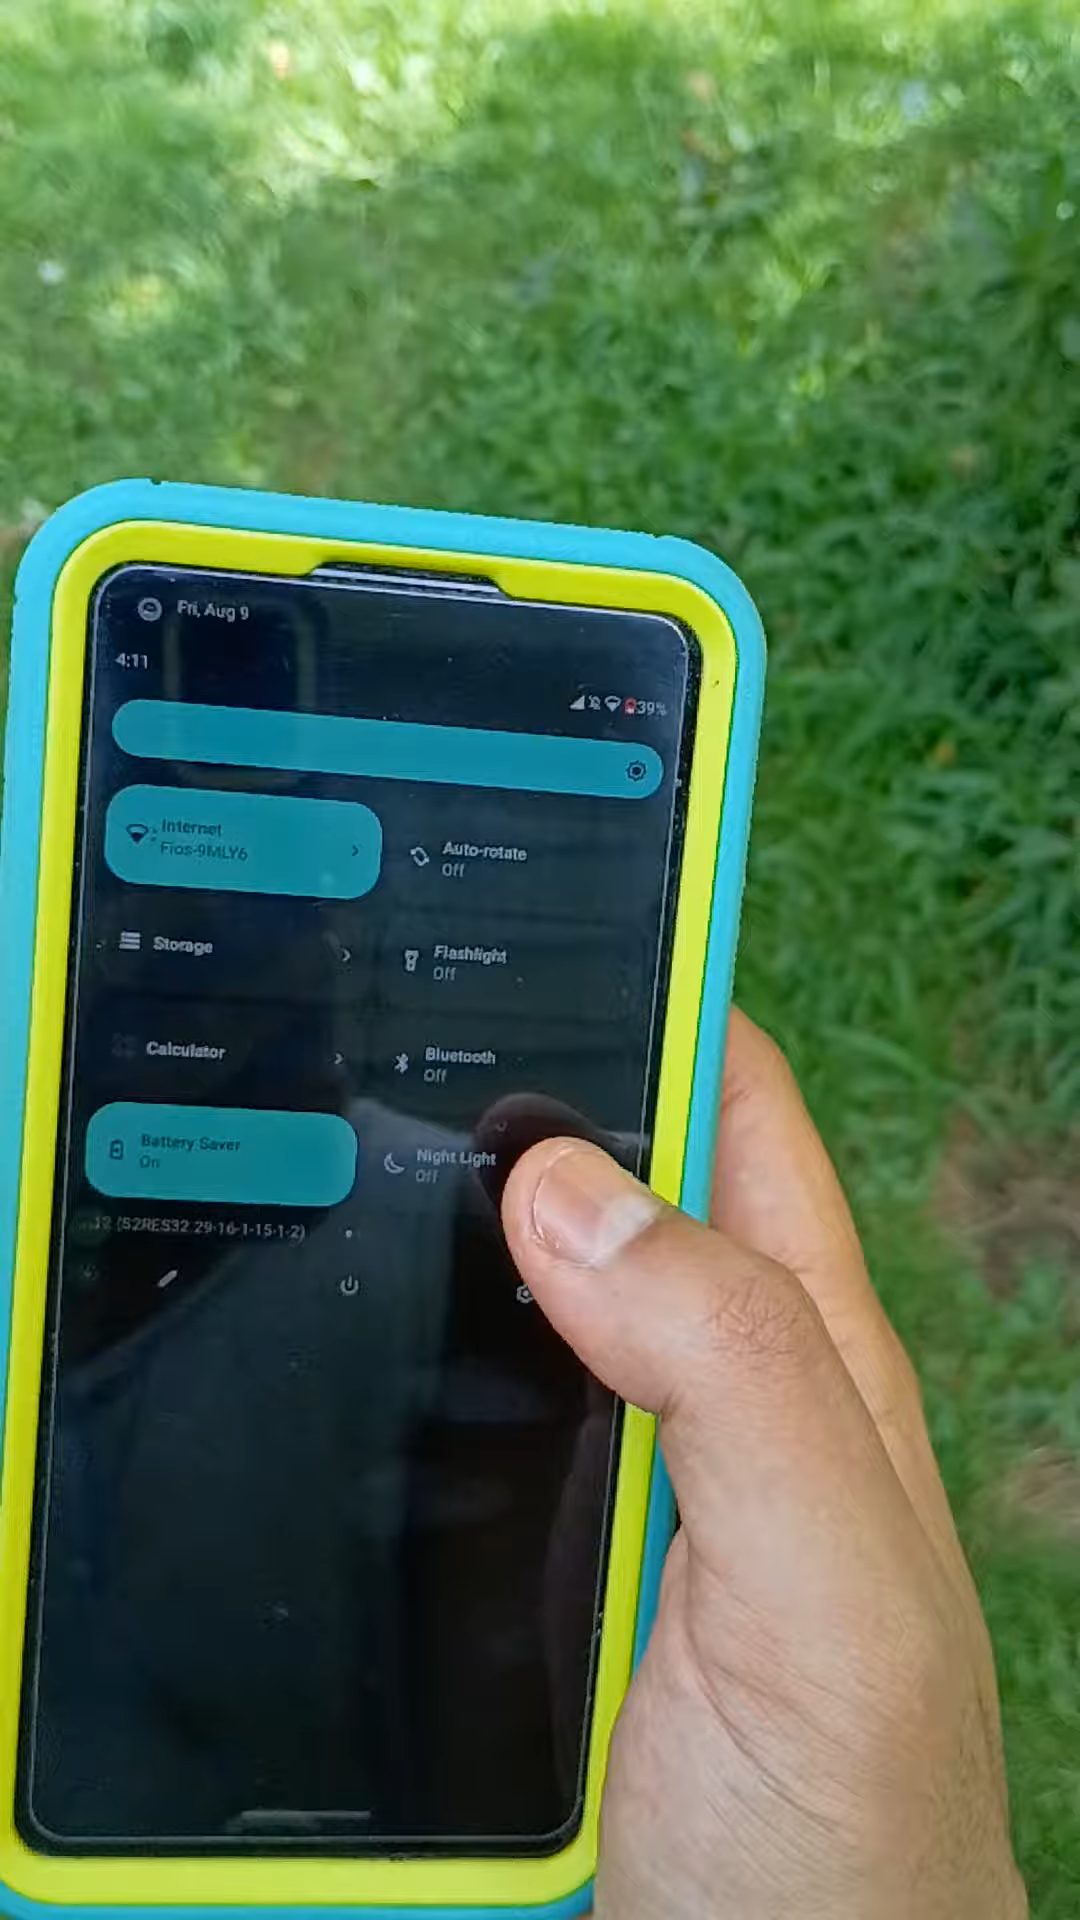 Fri, Aug 9
4:11
39%
Internet
Fios-9MLY6
Auto-rotate
Off
Storage
Flashlight
Off
Calculator
Bluetooth
Off
Battery Saver
On
Night Light
Off
12 (S2RES32.29-16-1-15-1-2)